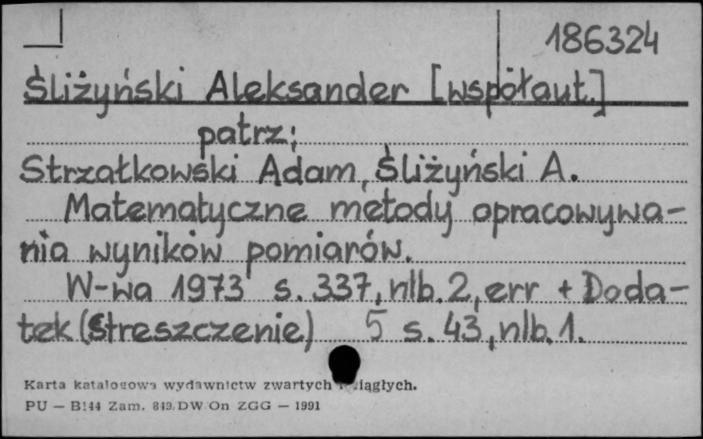 186324
Śliżyński Aleksander [współaut.]
patrz:
Strzałkowski Adam, Śliżyński A.
Matematyczne metody opracowywa-
nia wyników pomiarów.
W-wa 1973 s. 337, nlb. 2, err + Doda-
tek (Streszczenie) 5 s. 43, nlb. 1.
Karta katalogowa wydawnictw zwartych ciągłych.
PU — B144 Zam. 849 DW On ZGG — 1991